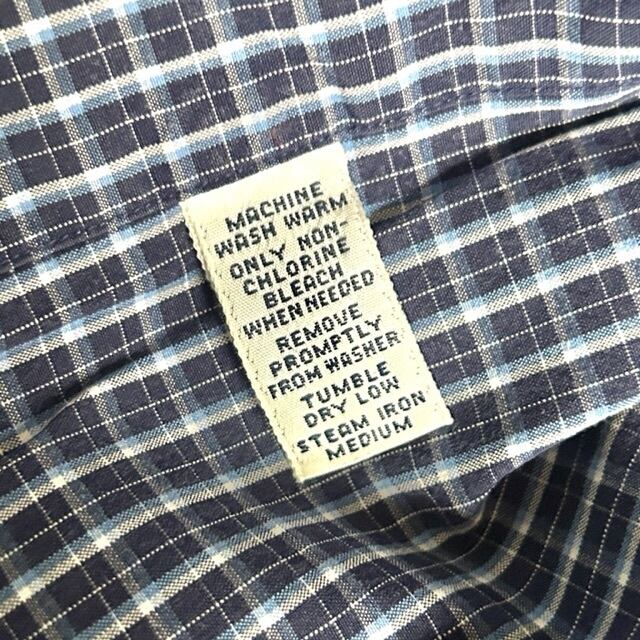 MACHINE
WASH WARM
ONLY NON-
CHLORINE
BLEACH
WHEN NEEDED
REMOVE
PROMPTLY
FROM WASHER
TUMBLE
DRY LOW
STEAM IRON
MEDIUM